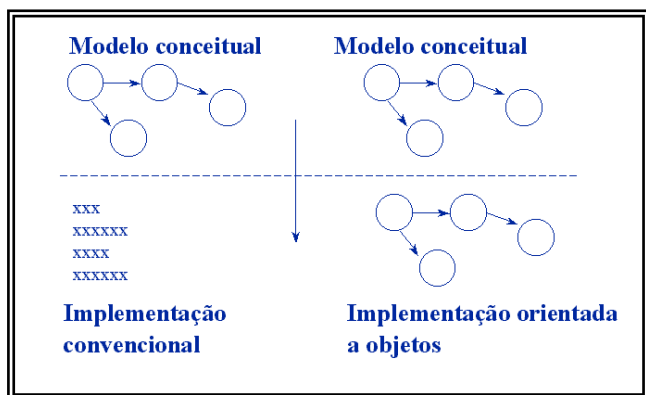 Modelo conceitual
Modelo conceitual
xxx
xxxxxx
xxxx
xxxxxx
Implementação
convencional
Implementação orientada
a objetos